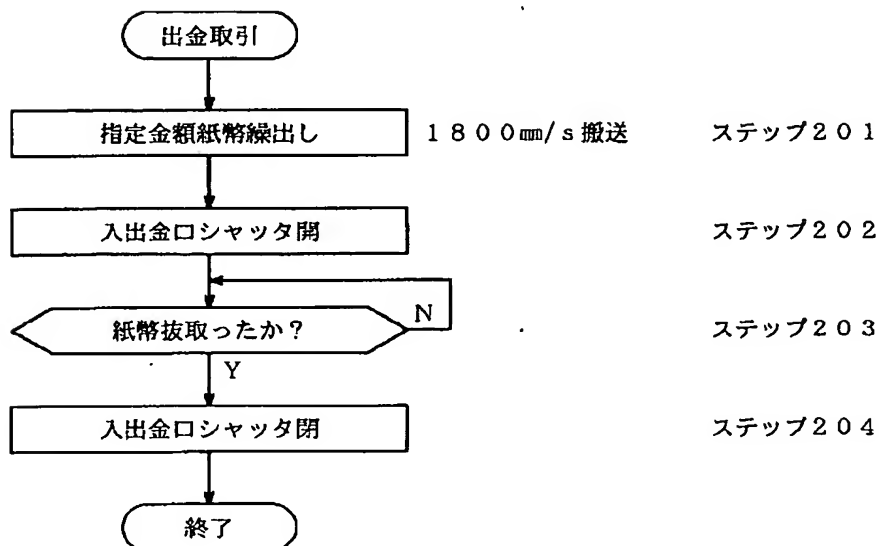 出金取引
指定金額紙幣繰出し 1800㎜/s搬送 ステップ201
入出金口シャッタ開 ステップ202
紙幣抜取ったか? N ステップ203
Y
入出金口シャッタ閉 ステップ204
終了